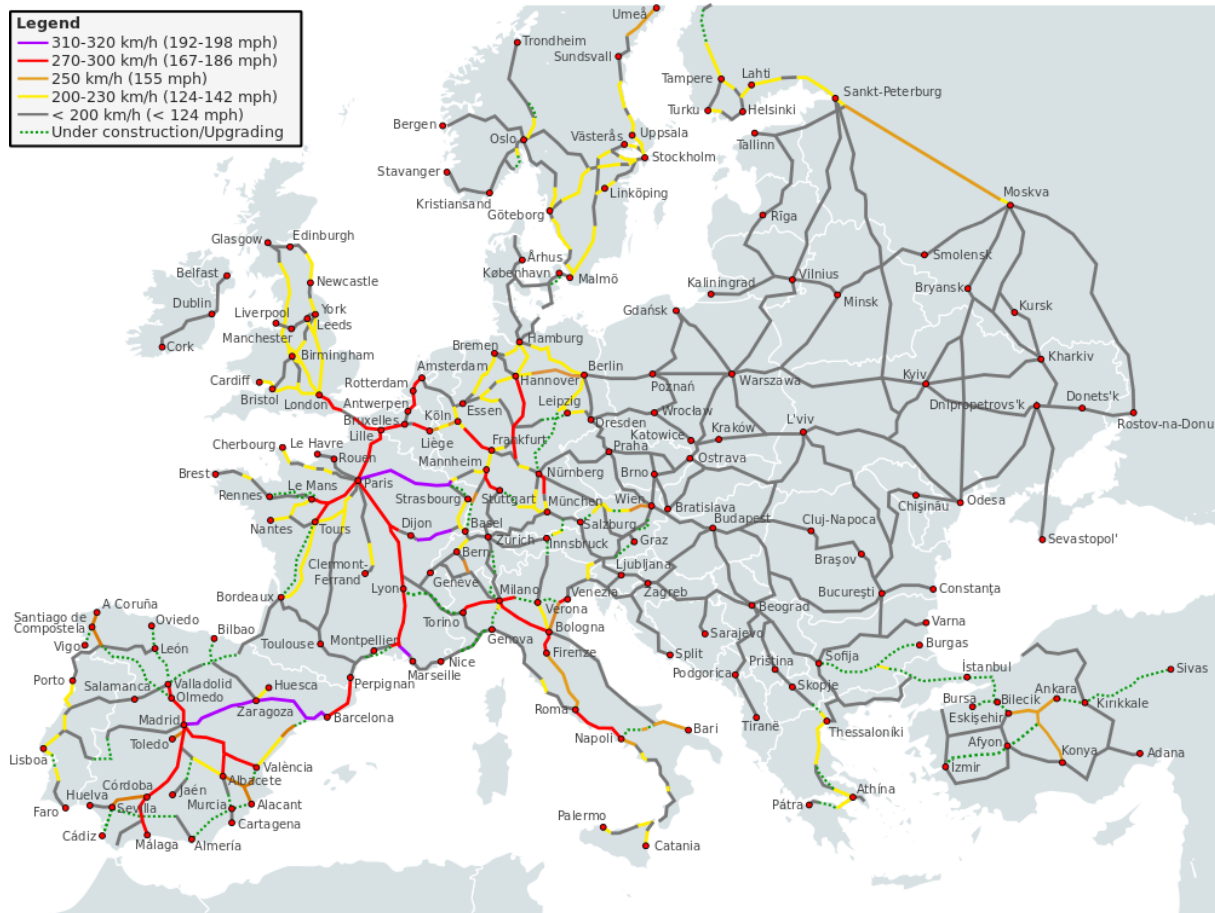 Legend
310-320 km/h (192-198 mph)
270-300 km/h (167-186 mph)
250 km/h (155 mph)
200-230 km/h (124-142 mph)
< 200 km/h (< 124 mph)
Under construction/Upgrading
Umeå
Trondheim
Sundsvall
Tampere
Lahti
Sankt-Peterburg
Turku
Helsinki
Bergen
Oslo
Västerås
Uppsala
Tallinn
Stockholm
Stavanger
Kristiansand
Linköping
Moskva
Göteborg
Rīga
Glasgow
Edinburgh
Smolensk
Belfast
Århus
København
Malmö
Newcastle
Kaliningrad
Vilnius
Minsk
Bryansk
Dublin
Liverpool
York
Leeds
Gdańsk
Kursk
Cork
Manchester
Bremen
Hamburg
Birmingham
Amsterdam
Kharkiv
Cardiff
Rotterdam
Hannover
Berlin
Poznań
Warszawa
Kyiv
Bristol
London
Antwerpen
Essen
Leipzig
Dnipropetrovs'k
Donets'k
Bruxelles
Köln
Wrocław
Rostov-na-Donu
Lille
Liège
Dresden
Katowice
Kraków
L'viv
Cherbourg
Le Havre
Rouen
Frankfurt
Praha
Ostrava
Brest
Mannheim
Nürnberg
Brno
Rennes
Le Mans
Paris
Strasbourg
Stuttgart
München
Wien
Bratislava
Chişinău
Odesa
Nantes
Tours
Dijon
Basel
Zürich
Salzburg
Budapest
Cluj-Napoca
Bern
Innsbruck
Graz
Sevastopol'
Clermont-
Ferrand
Genève
Ljubljana
Braşov
Bordeaux
Lyon
Milano
Venezia
Zagreb
Bucureşti
Constanţa
A Coruña
Verona
Beograd
Santiago de
Compostela
Oviedo
Torino
Bologna
Varna
Bilbao
Toulouse
Montpellier
Genova
Sarajevo
Vigo
León
Firenze
Burgas
Marseille
Nice
Split
Pristina
Sofija
İstanbul
Sivas
Porto
Salamanca
Valladolid
Olmedo
Huesca
Perpignan
Podgorica
Skopje
Bursa
Bilecik
Ankara
Zaragoza
Roma
Kırıkkale
Madrid
Barcelona
Tiranë
Eskişehir
Toledo
Bari
Thessaloníki
Lisboa
Napoli
Afyon
Konya
Adana
València
İzmir
Córdoba
Albacete
Huelva
Jaén
Faro
Sevilla
Murcia
Alacant
Athína
Palermo
Pátra
Cartagena
Cádiz
Málaga
Almería
Catania